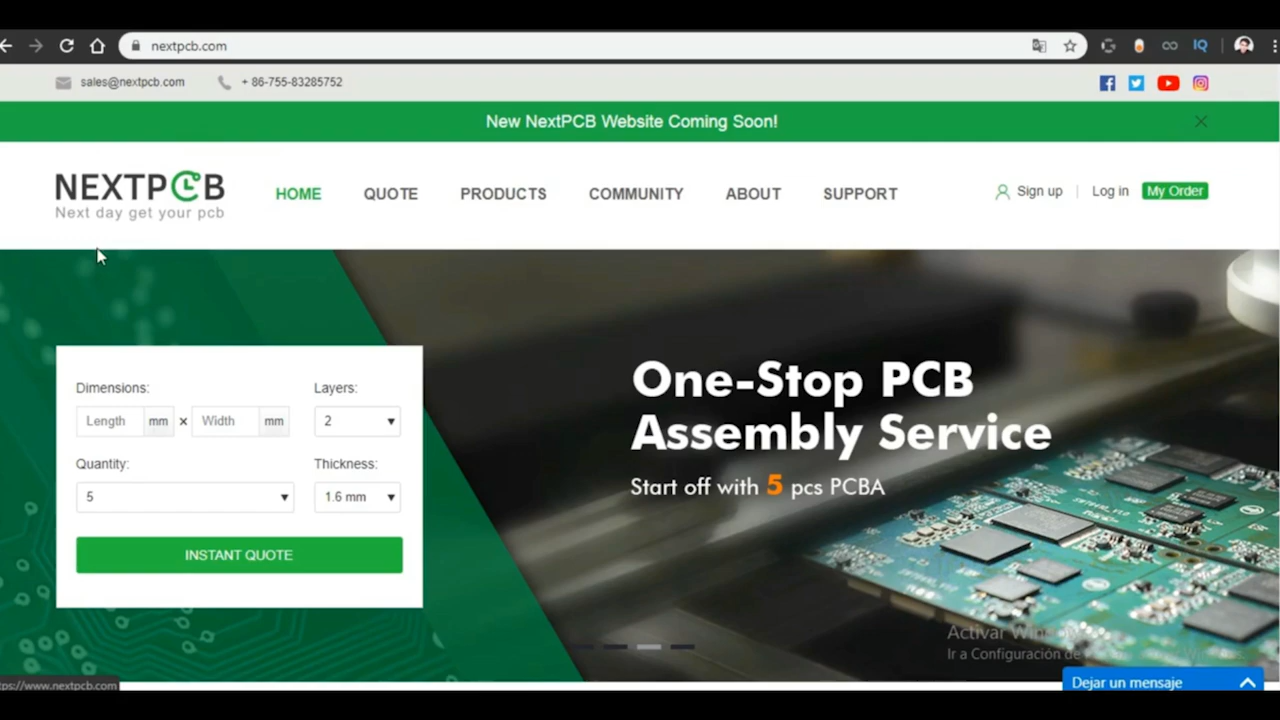 nextpcb.com
IQ
sales@nextpcb.com
+ 86-755-83285752
New NextPCB Website Coming Soon!
NEXTPCB
Next day get your pcb
HOME
QUOTE
PRODUCTS
COMMUNITY
ABOUT
SUPPORT
Sign up
Log in
My Order
Dimensions:
Layers:
Length mm × Width mm
2
Quantity:
Thickness:
5
1.6 mm
INSTANT QUOTE
One-Stop PCB
Assembly Service
Start off with 5 pcs PCBA
Activar
Ir a Configuración de
tps://www.nextpcb.com
Dejar un mensaje